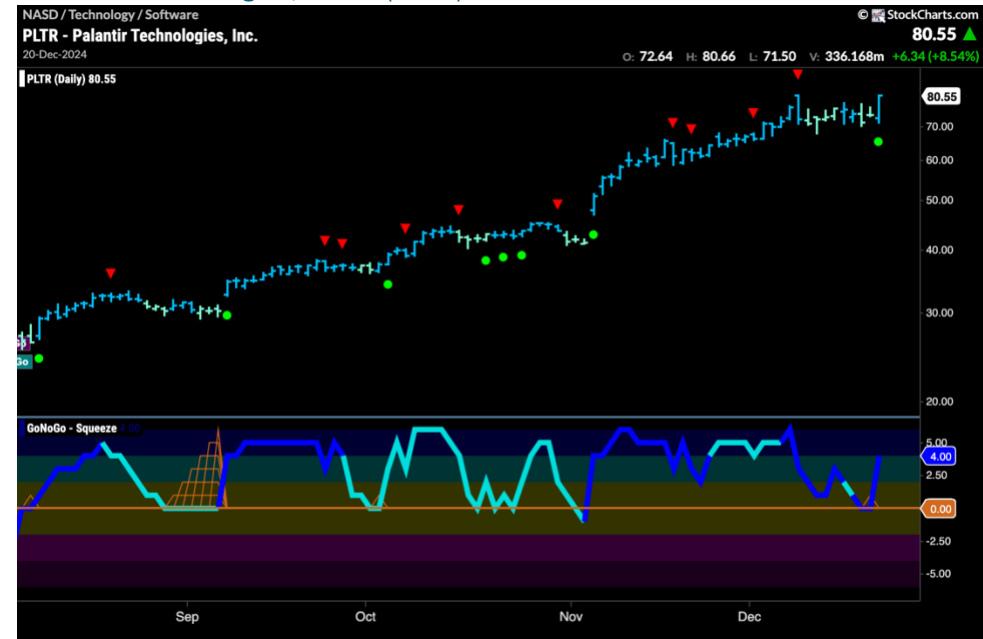 NASD / Technology / Software © StockCharts.com
PLTR - Palantir Technologies, Inc. 80.55
20-Dec-2024 O: 72.64 H: 80.66 L: 71.50 V: 336.168m +6.34 (+8.54%)
PLTR (Daily) 80.55
80.55
70.00
60.00
50.00
40.00
30.00
Go
20.00
GoNoGo - Squeeze 4.00
5.00
4.00
2.50
0.00
-2.50
-5.00
Sep Oct Nov Dec